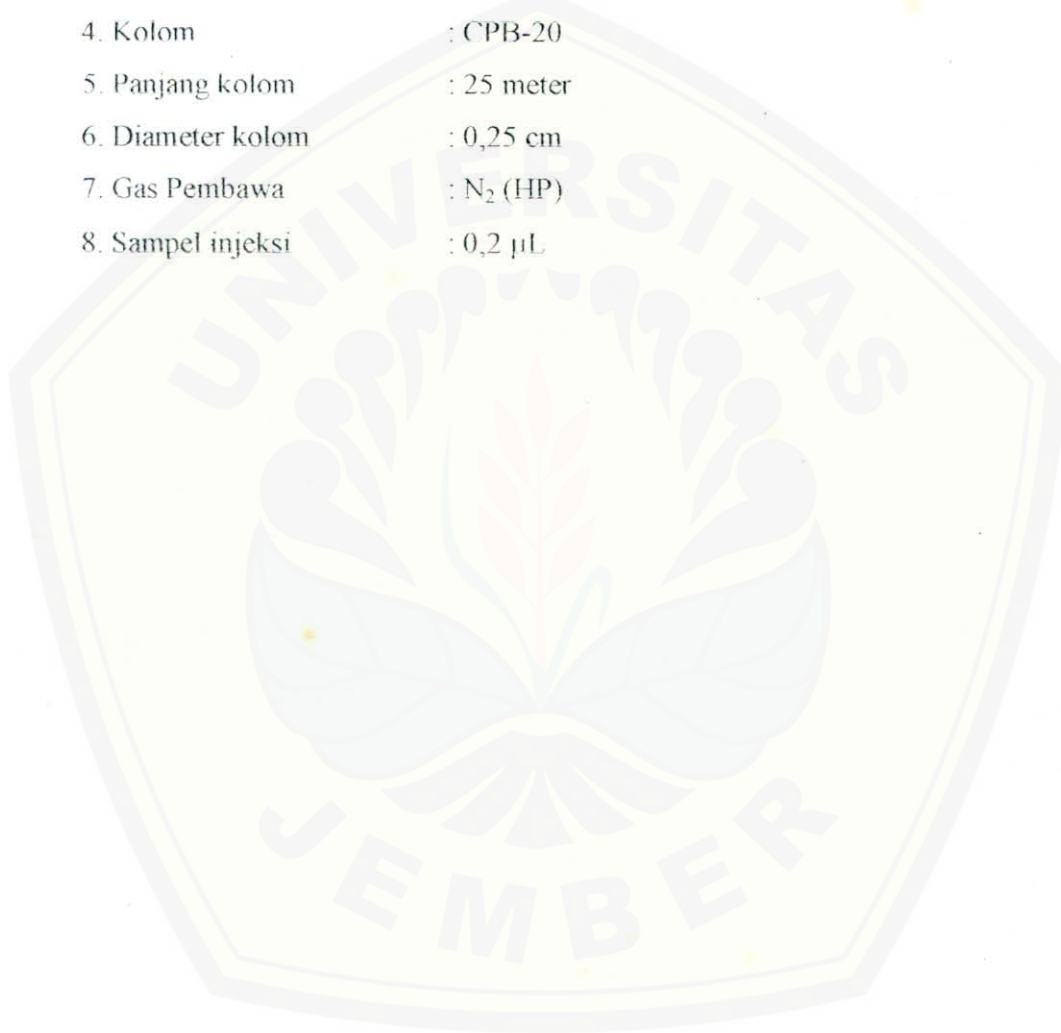 4. Kolom : CPB-20
5. Panjang kolom : 25 meter
6. Diameter kolom : 0,25 cm
7. Gas Pembawa : N₂ (HP)
8. Sampel injeksi : 0,2 µL
UNIVERSITAS
JEMBER